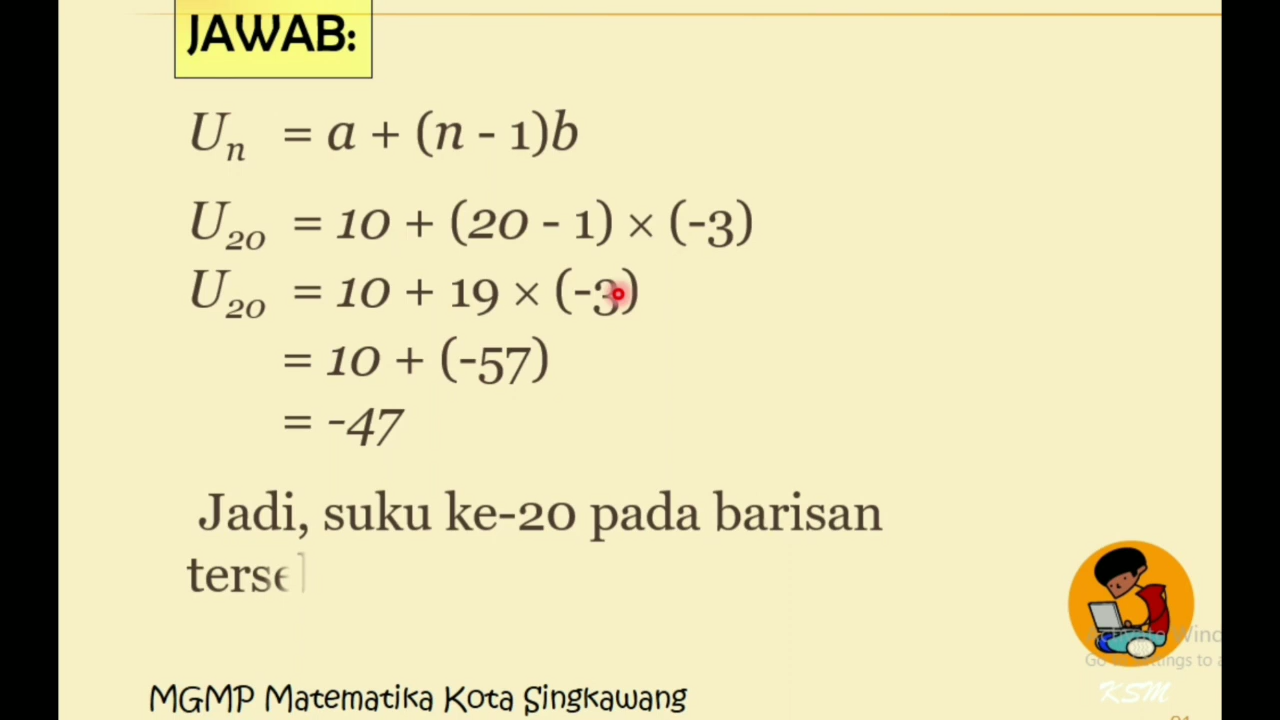 JAWAB:
Uₙ = a + (n - 1)b
U₂₀ = 10 + (20 - 1) × (-3)
U₂₀ = 10 + 19 × (-3)
= 10 + (-57)
= -47
Jadi, suku ke-20 pada barisan
MGMP Matematika Kota Singkawang
KSM